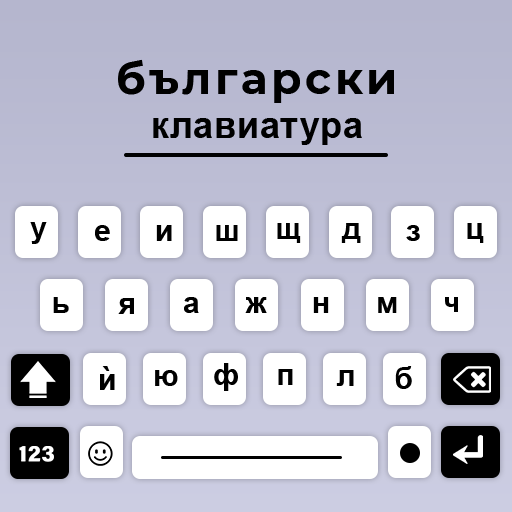 български
клавиатура
у е и ш щ д з ц
ь я а ж н м ч
ѝ ю ф п л б
123